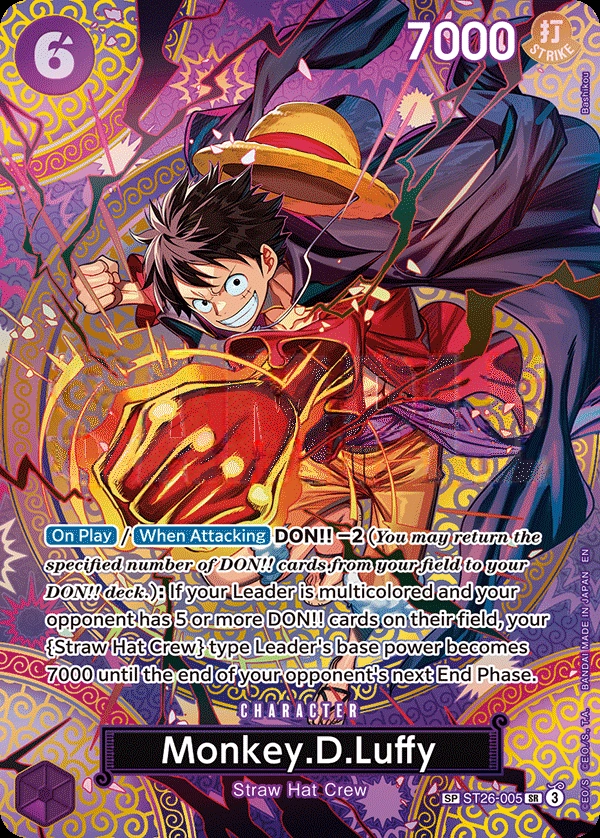 6
7000
打
STRIKE
Bashikou
On Play / When Attacking DON!! −2 (You may return the
specified number of DON!! cards from your field to your
DON!! deck.): If your Leader is multicolored and your
opponent has 5 or more DON!! cards on their field, your
{Straw Hat Crew} type Leader's base power becomes
7000 until the end of your opponent's next End Phase.
CHARACTER
Monkey.D.Luffy
Straw Hat Crew
SP ST26-005 SR 3
©E.O./S., ©E.O./S.,T.A. BANDAI MADE IN JAPAN EN